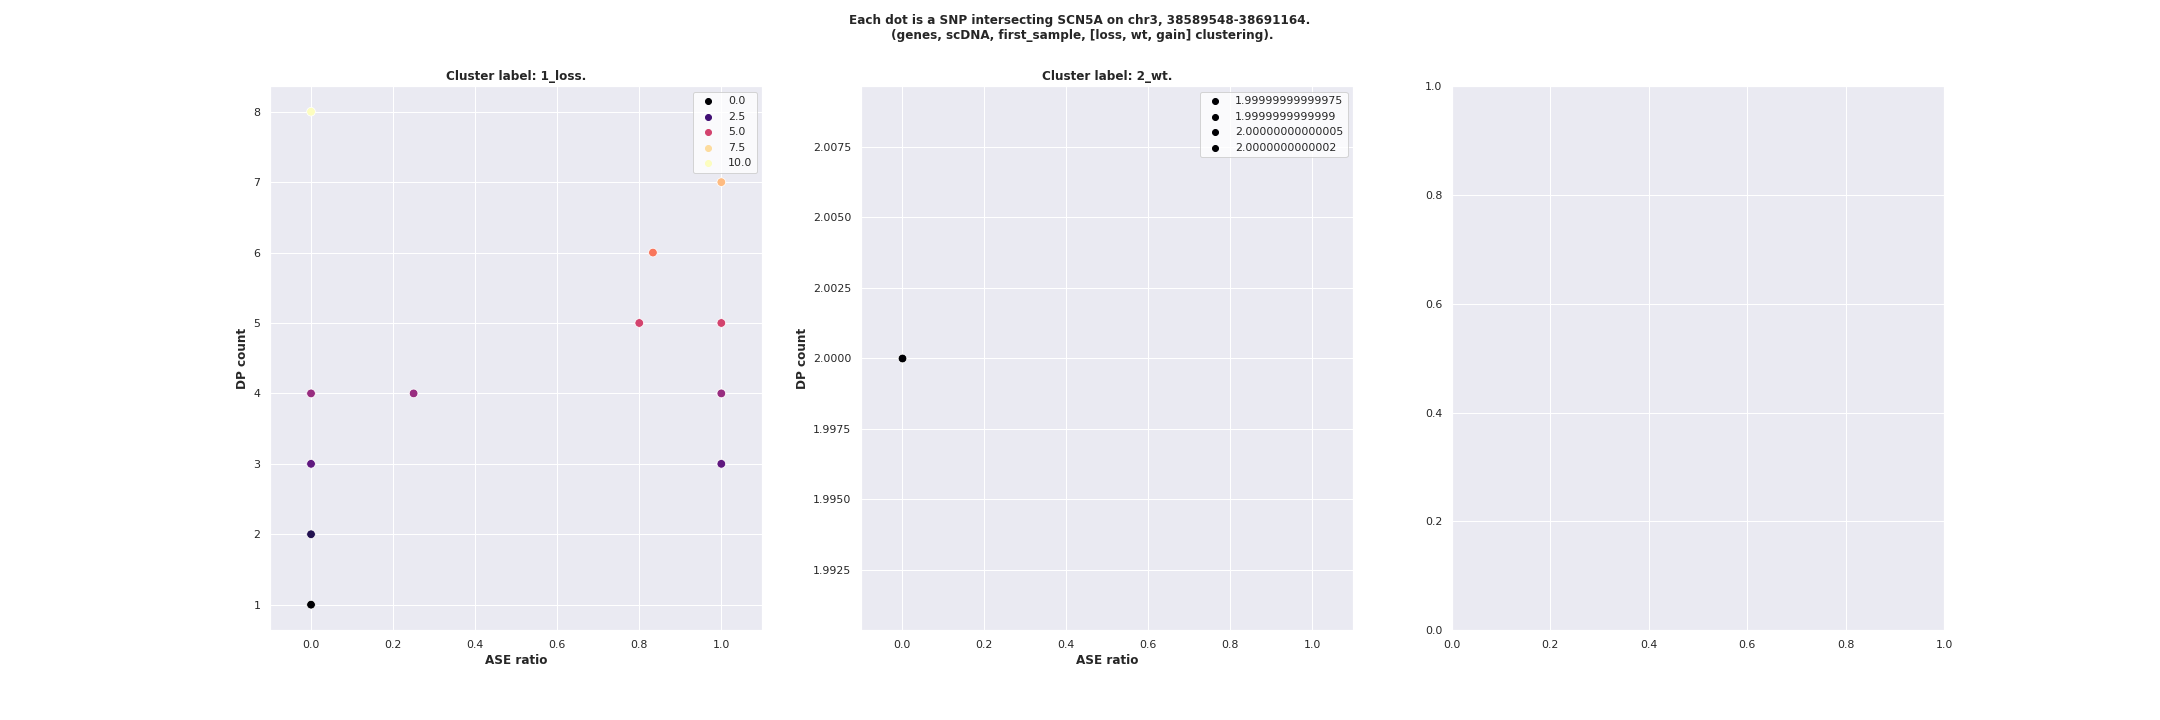 Each dot is a SNP intersecting SCN5A on chr3, 38589548-38691164.
(genes, scDNA, first_sample, [loss, wt, gain] clustering).
Cluster label: 1_loss.
0.0
2.5
5.0
7.5
10.0
8
7
6
5
4
3
2
1
DP count
0.0 0.2 0.4 0.6 0.8 1.0
ASE ratio
Cluster label: 2_wt.
1.99999999999975
1.9999999999999
2.00000000000005
2.0000000000002
2.0075
2.0050
2.0025
2.0000
1.9975
1.9950
1.9925
DP count
0.0 0.2 0.4 0.6 0.8 1.0
ASE ratio
1.0
0.8
0.6
0.4
0.2
0.0
0.0 0.2 0.4 0.6 0.8 1.0